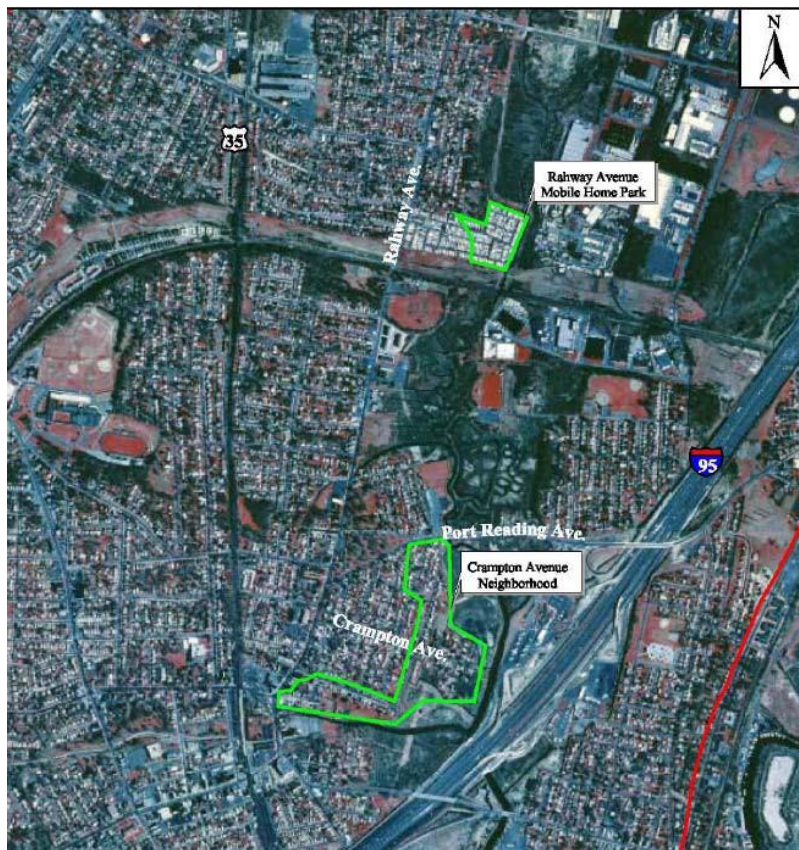 N
35
Rahway Ave.
Rahway Avenue
Mobile Home Park
95
Port Reading Ave.
Crampton Avenue
Neighborhood
Crampton Ave.